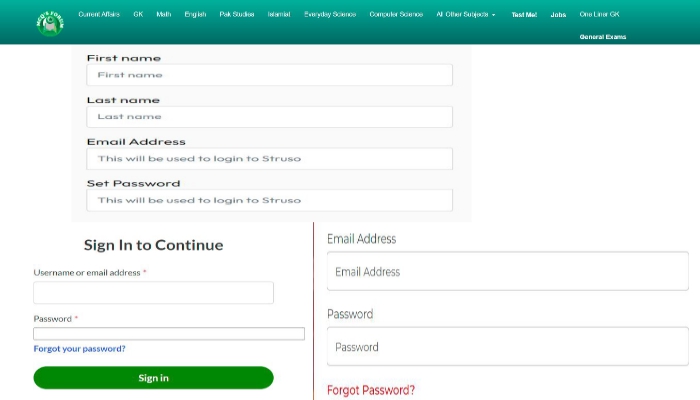 MCQ'S FORUM
Current Affairs GK Math English Pak Studies Islamiat Everyday Science Computer Science All Other Subjects Test Me! Jobs One Liner GK
General Exams
First name
First name
Last name
Last name
Email Address
This will be used to login to Struso
Set Password
This will be used to login to Struso
Sign In to Continue
Username or email address *
Password *
Forgot your password?
Sign in
Email Address
Email Address
Password
Password
Forgot Password?